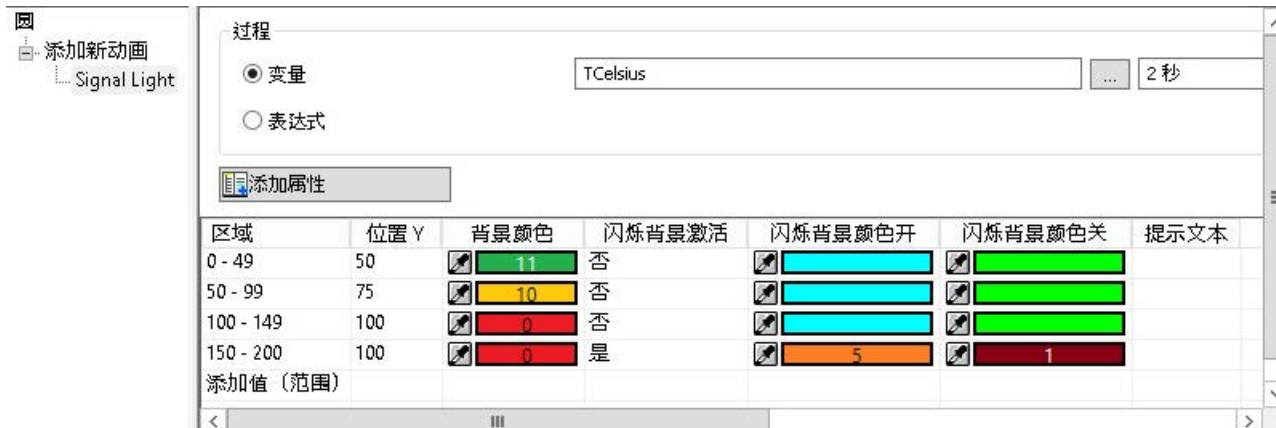 圆
添加新动画
Signal Light
过程
变量 TCelsius ... 2秒
表达式
添加属性
区域 位置 Y 背景颜色 闪烁背景激活 闪烁背景颜色开 闪烁背景颜色关 提示文本
0 - 49 50 11 否
50 - 99 75 10 否
100 - 149 100 0 否
150 - 200 100 0 是 5 1
添加值（范围）